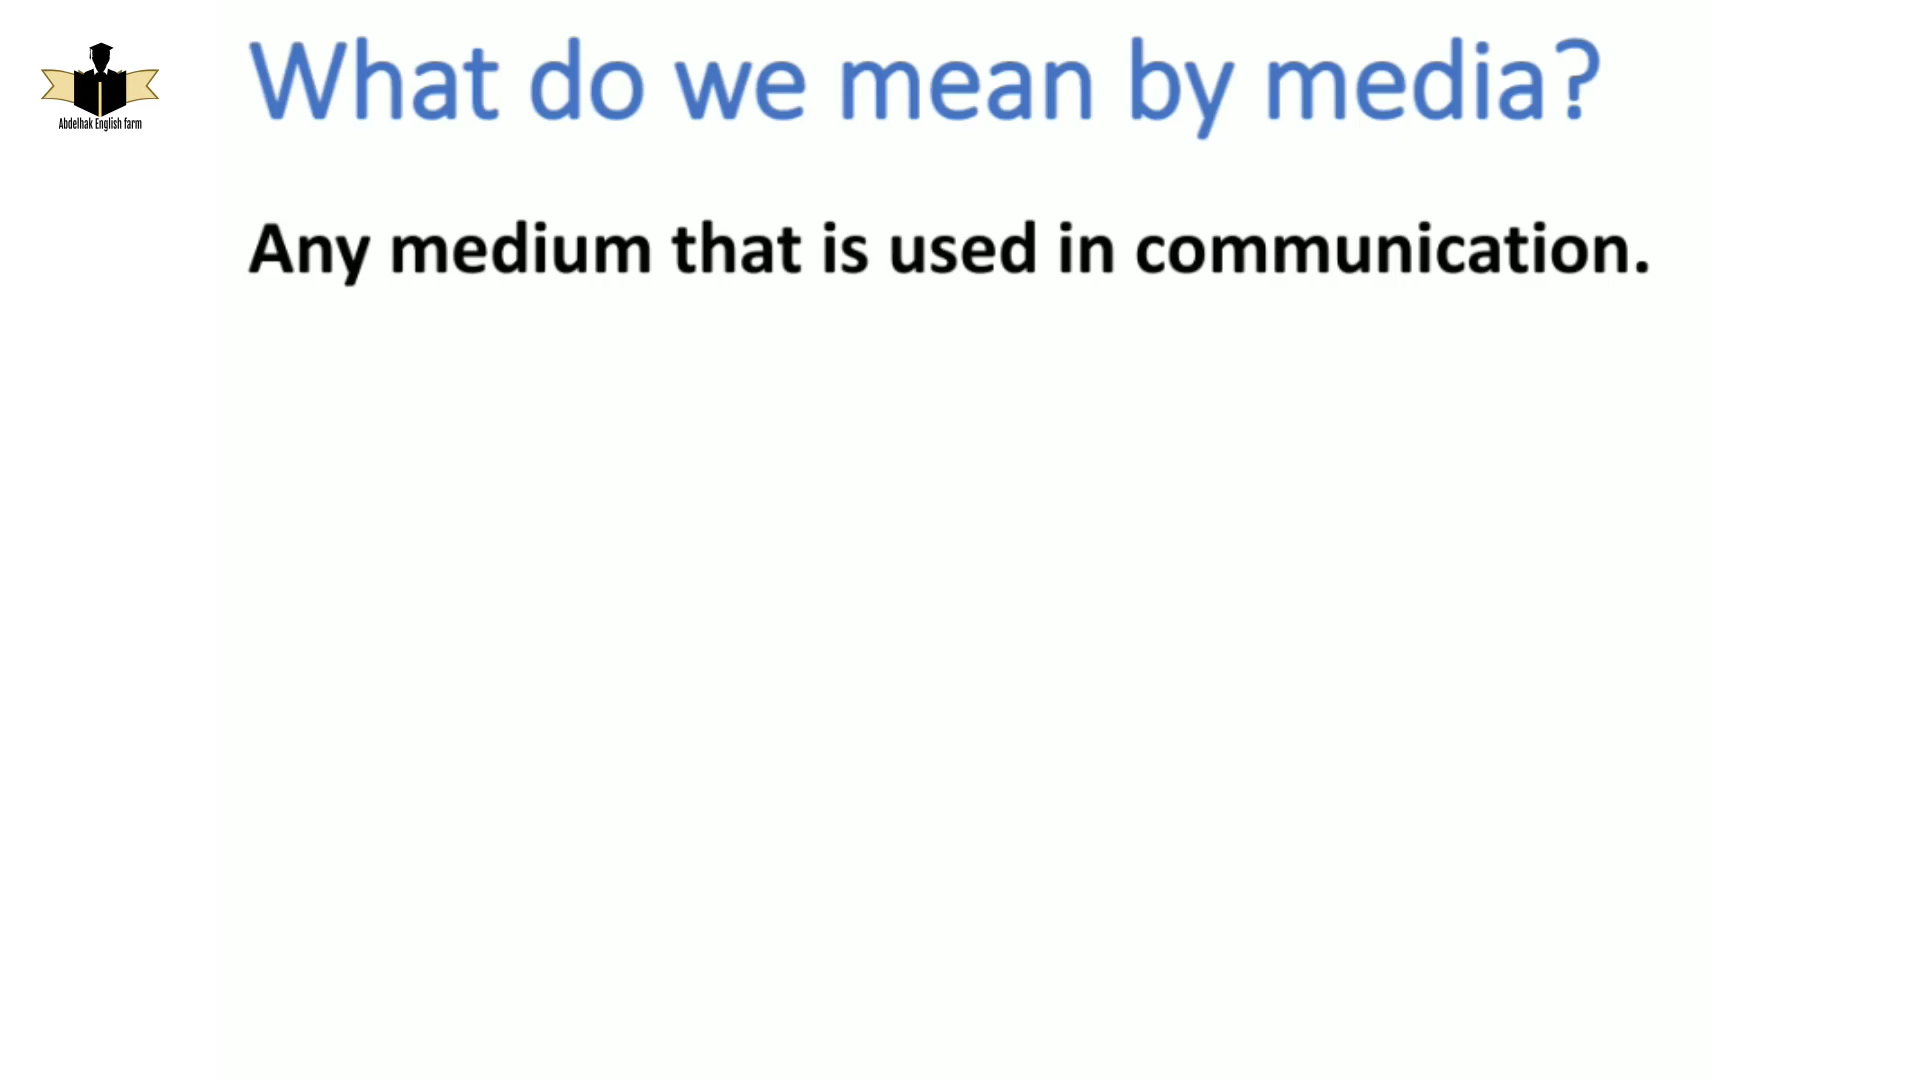 What do we mean by media?
Abdelhak English farm
Any medium that is used in communication.